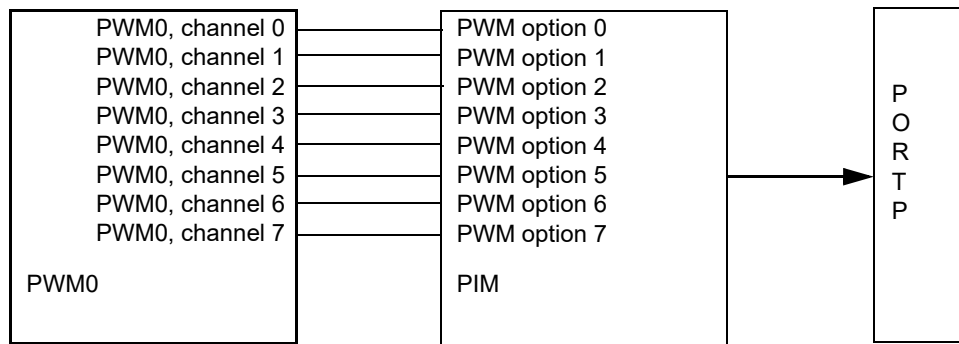 PWM0, channel 0
PWM0, channel 1
PWM0, channel 2
PWM0, channel 3
PWM0, channel 4
PWM0, channel 5
PWM0, channel 6
PWM0, channel 7
PWM0
PWM option 0
PWM option 1
PWM option 2
PWM option 3
PWM option 4
PWM option 5
PWM option 6
PWM option 7
PIM
P
O
R
T
P